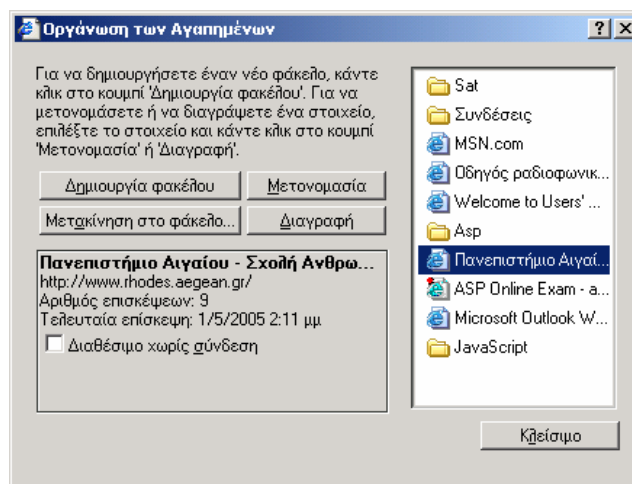 Οργάνωση των Αγαπημένων
Για να δημιουργήσετε έναν νέο φάκελο, κάντε
κλικ στο κουμπί 'Δημιουργία φακέλου'. Για να
μετονομάσετε ή να διαγράψετε ένα στοιχείο,
επιλέξτε το στοιχείο και κάντε κλικ στο κουμπί
'Μετονομασία' ή 'Διαγραφή'.
Δημιουργία φακέλου Μετονομασία
Μετακίνηση στο φάκελο... Διαγραφή
Πανεπιστήμιο Αιγαίου - Σχολή Ανθρω...
http://www.rhodes.aegean.gr/
Αριθμός επισκέψεων: 9
Τελευταία επίσκεψη: 1/5/2005 2:11 μμ
Διαθέσιμο χωρίς σύνδεση
Sat
Συνδέσεις
MSN.com
Οδηγός ραδιοφωνικ...
Welcome to Users' ...
Asp
Πανεπιστήμιο Αιγαί...
ASP Online Exam - a...
Microsoft Outlook W...
JavaScript
Κλείσιμο